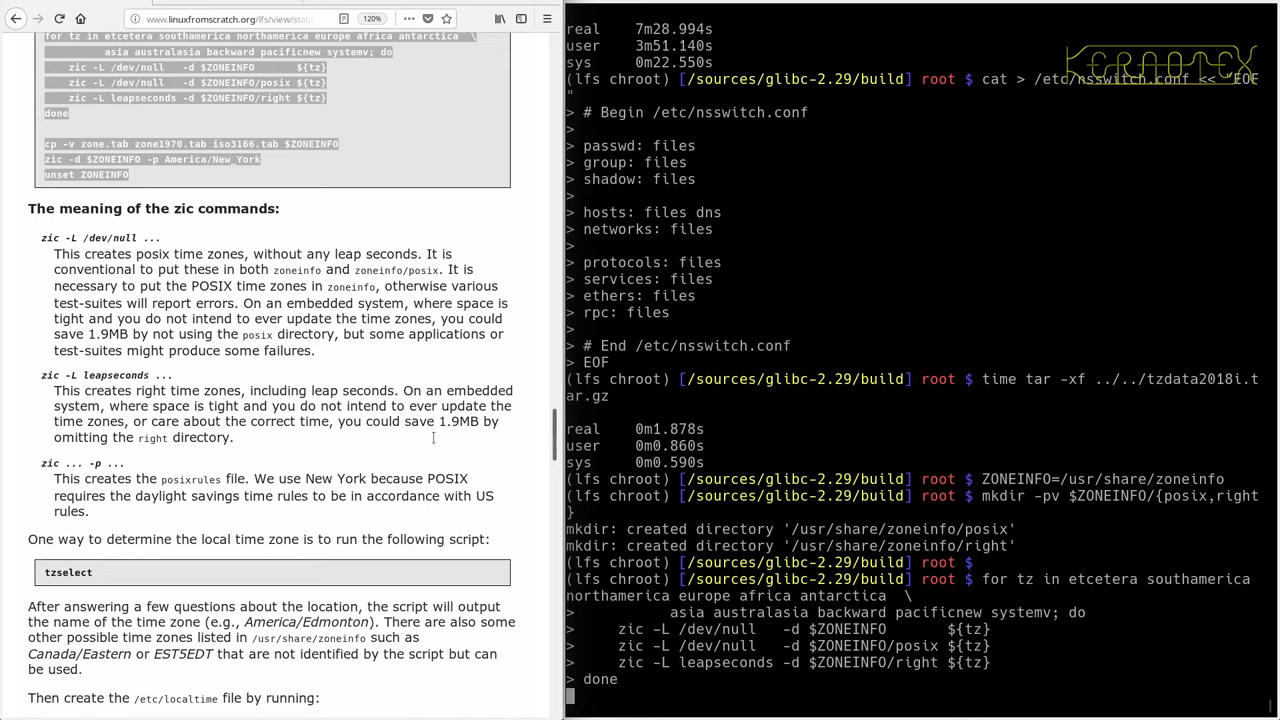 www.linuxfromscratch.org/lfs/view/stab
120%
for tz in etcetera southamerica northamerica europe africa antarctica  \
asia australasia backward pacificnew systemv; do
zic -L /dev/null   -d $ZONEINFO       ${tz}
zic -L /dev/null   -d $ZONEINFO/posix ${tz}
zic -L leapseconds -d $ZONEINFO/right ${tz}
done
cp -v zone.tab zone1970.tab iso3166.tab $ZONEINFO
zic -d $ZONEINFO -p America/New_York
unset ZONEINFO
The meaning of the zic commands:
zic -L /dev/null ...
This creates posix time zones, without any leap seconds. It is
conventional to put these in both zoneinfo and zoneinfo/posix. It is
necessary to put the POSIX time zones in zoneinfo, otherwise various
test-suites will report errors. On an embedded system, where space is
tight and you do not intend to ever update the time zones, you could
save 1.9MB by not using the posix directory, but some applications or
test-suites might produce some failures.
zic -L leapseconds ...
This creates right time zones, including leap seconds. On an embedded
system, where space is tight and you do not intend to ever update the
time zones, or care about the correct time, you could save 1.9MB by
omitting the right directory.
zic ... -p ...
This creates the posixrules file. We use New York because POSIX
requires the daylight savings time rules to be in accordance with US
rules.
One way to determine the local time zone is to run the following script:
tzselect
After answering a few questions about the location, the script will output
the name of the time zone (e.g., America/Edmonton). There are also some
other possible time zones listed in /usr/share/zoneinfo such as
Canada/Eastern or EST5EDT that are not identified by the script but can
be used.
Then create the /etc/localtime file by running:
real    7m28.994s
user    3m51.140s
sys     0m22.550s
(lfs chroot) [/sources/glibc-2.29/build] root $ cat > /etc/nsswitch.conf << "EOF
"
> # Begin /etc/nsswitch.conf
>
> passwd: files
> group: files
> shadow: files
>
> hosts: files dns
> networks: files
>
> protocols: files
> services: files
> ethers: files
> rpc: files
>
> # End /etc/nsswitch.conf
> EOF
(lfs chroot) [/sources/glibc-2.29/build] root $ time tar -xf ../../tzdata2018i.t
ar.gz
real    0m1.878s
user    0m0.860s
sys     0m0.590s
(lfs chroot) [/sources/glibc-2.29/build] root $ ZONEINFO=/usr/share/zoneinfo
(lfs chroot) [/sources/glibc-2.29/build] root $ mkdir -pv $ZONEINFO/{posix,right
}
mkdir: created directory '/usr/share/zoneinfo/posix'
mkdir: created directory '/usr/share/zoneinfo/right'
(lfs chroot) [/sources/glibc-2.29/build] root $
(lfs chroot) [/sources/glibc-2.29/build] root $ for tz in etcetera southamerica
northamerica europe africa antarctica  \
>           asia australasia backward pacificnew systemv; do
>     zic -L /dev/null   -d $ZONEINFO       ${tz}
>     zic -L /dev/null   -d $ZONEINFO/posix ${tz}
>     zic -L leapseconds -d $ZONEINFO/right ${tz}
> done